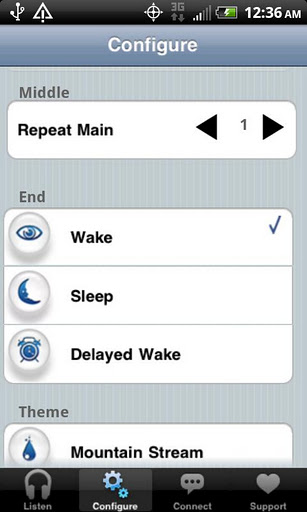 3G
12:36 AM
Configure
Middle
Repeat Main
1
End
Wake
Sleep
Delayed Wake
Theme
Mountain Stream
Listen
Configure
Connect
Support